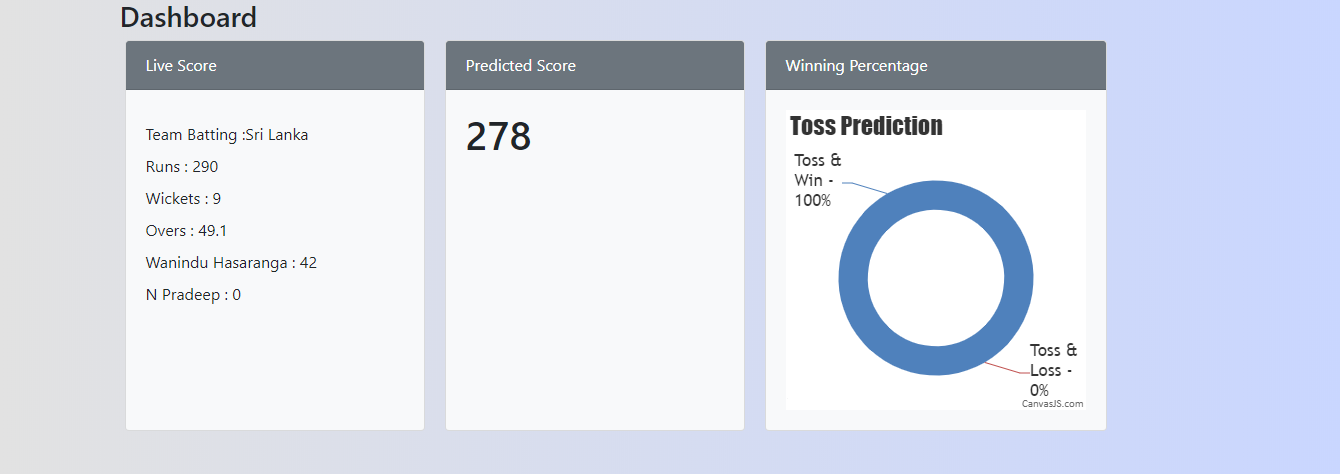 Dashboard
Live Score
Team Batting :Sri Lanka
Runs : 290
Wickets : 9
Overs : 49.1
Wanindu Hasaranga : 42
N Pradeep : 0
Predicted Score
278
Winning Percentage
Toss Prediction
Toss &
Win -
100%
Toss &
Loss -
0%
CanvasJS.com